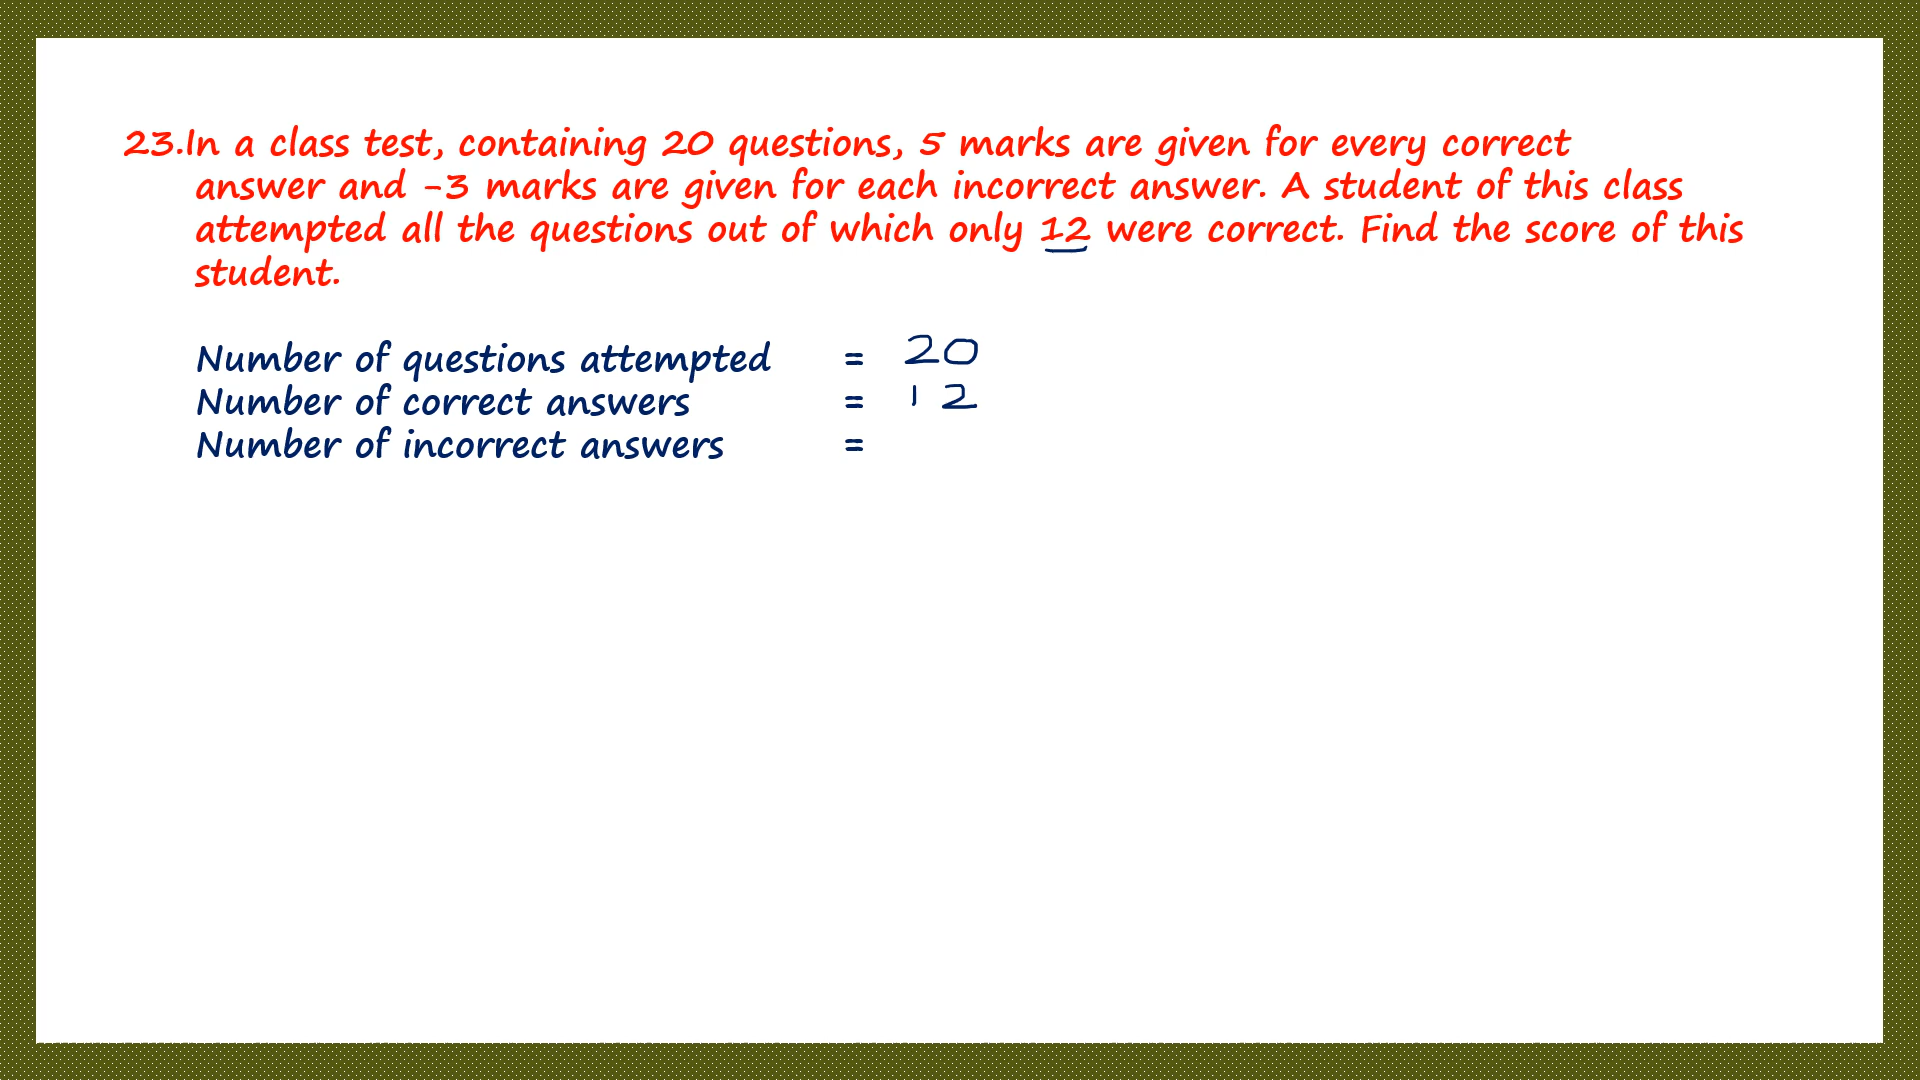 23.In a class test, containing 20 questions, 5 marks are given for every correct
answer and -3 marks are given for each incorrect answer. A student of this class
attempted all the questions out of which only 12 were correct. Find the score of this
student.
Number of questions attempted = 20
Number of correct answers = 12
Number of incorrect answers =